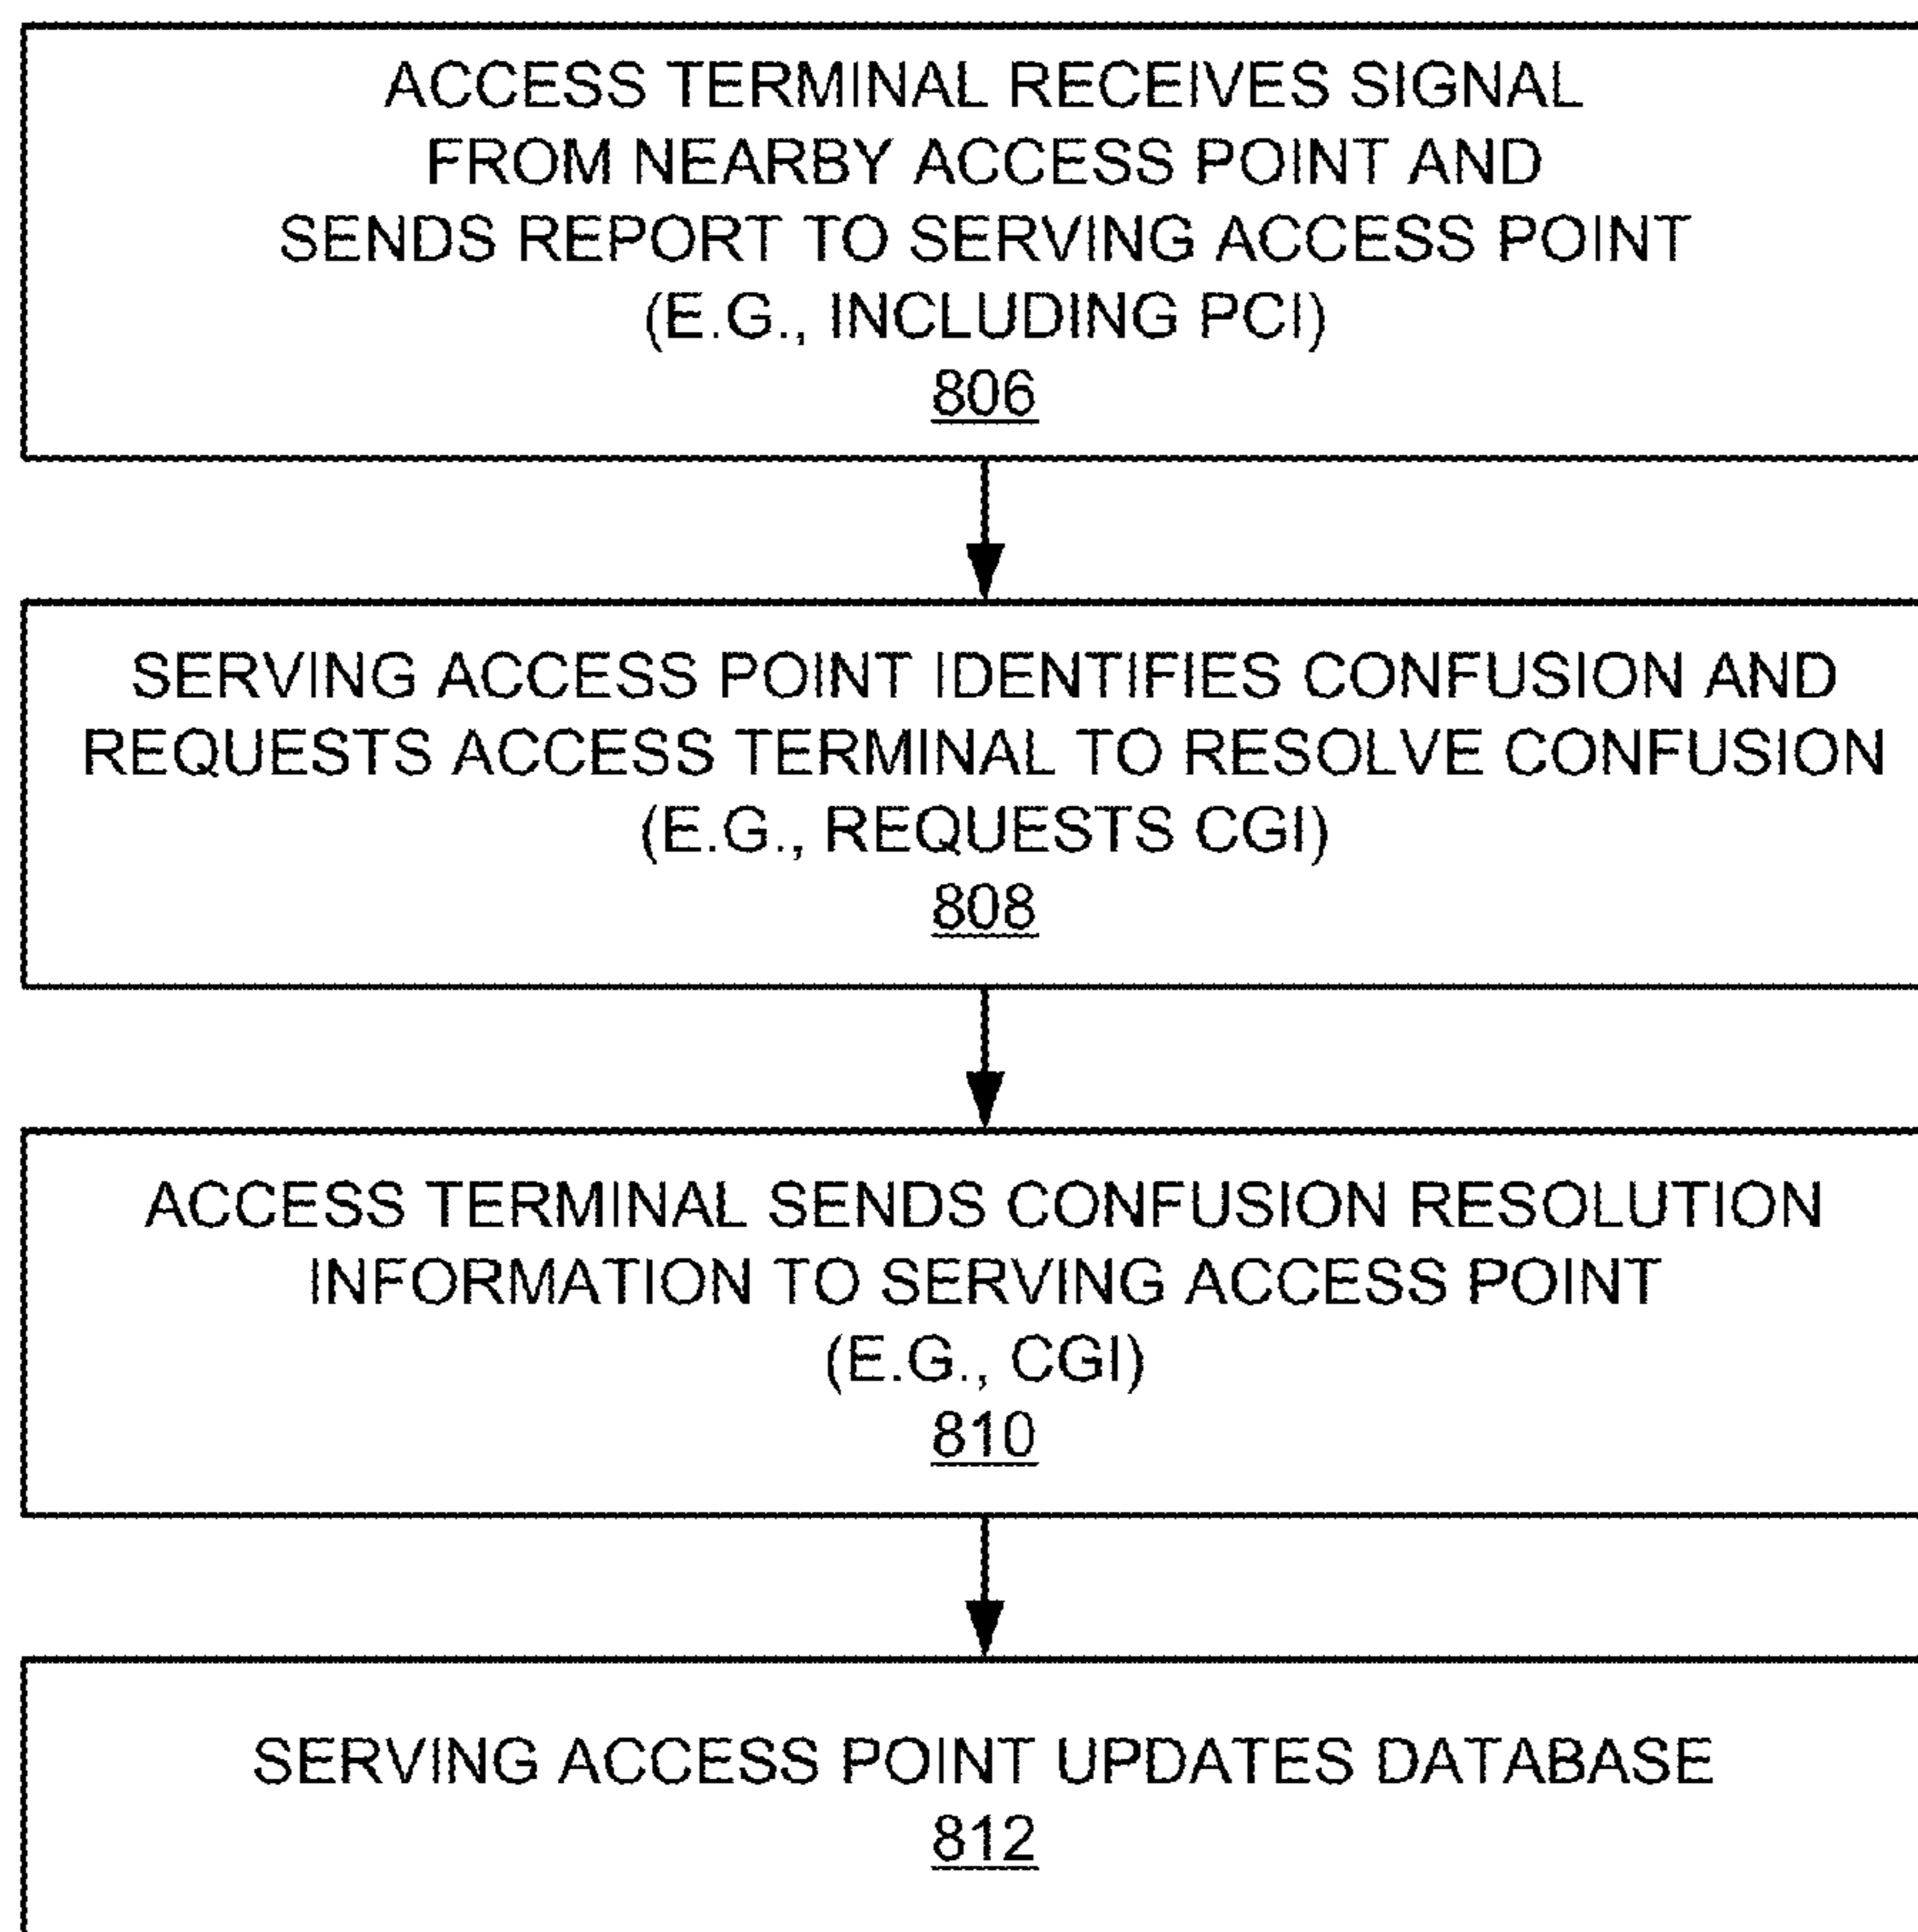 ACCESS TERMINAL RECEIVES SIGNAL
FROM NEARBY ACCESS POINT AND
SENDS REPORT TO SERVING ACCESS POINT
(E.G., INCLUDING PCI)
806
SERVING ACCESS POINT IDENTIFIES CONFUSION AND
REQUESTS ACCESS TERMINAL TO RESOLVE CONFUSION
(E.G., REQUESTS CGI)
808
ACCESS TERMINAL SENDS CONFUSION RESOLUTION
INFORMATION TO SERVING ACCESS POINT
(E.G., CGI)
810
SERVING ACCESS POINT UPDATES DATABASE
812